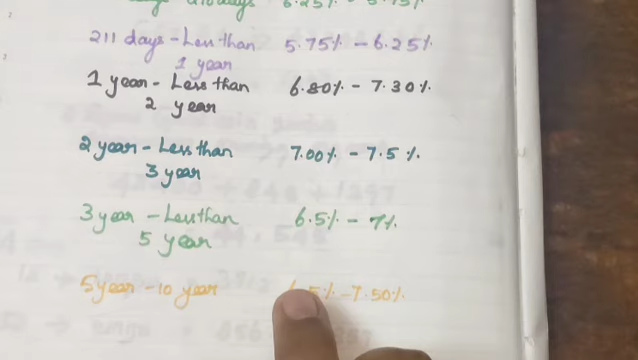 days
211 days - Less than 5.75% - 6.25%
1 year
1 year - Less than 6.80% - 7.30%.
2 year
2 year - Less than 7.00% - 7.5%.
3 year
3 year - Less than 6.5% - 7%
5 year
5 year - 10 year 5% - 7.50%.